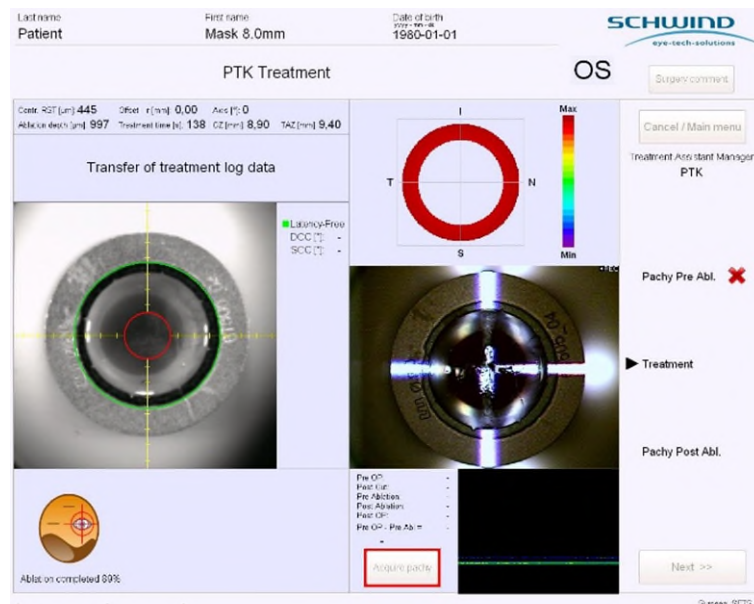 Last name
Patient
First name
Mask 8.0mm
Date of birth
1980-01-01
SCHWIND
eye-tech-solutions
PTK Treatment
OS
Surgery comment
Centr. RST [µm] 445
Offset r [mm] 0,00
Axis [°]: 0
Ablation depth [µm] 997
Treatment time [s]. 138
OZ [mm] 8,90
TAZ [mm] 9,40
Transfer of treatment log data
Latency-Free
DCC [°]: -
SCC [°]: -
I
T
N
S
Max
Min
REC
Cancel / Main menu
Treatment Assistant Manager
PTK
Pachy Pre Abl.
Treatment
Pachy Post Abl.
Next >>
Pre OP: -
Post Cut: -
Pre Ablation: -
Post Ablation: -
Post OP: -
Pre OP - Pre Abl = -
-
Acquire pachy
Ablation completed 89%